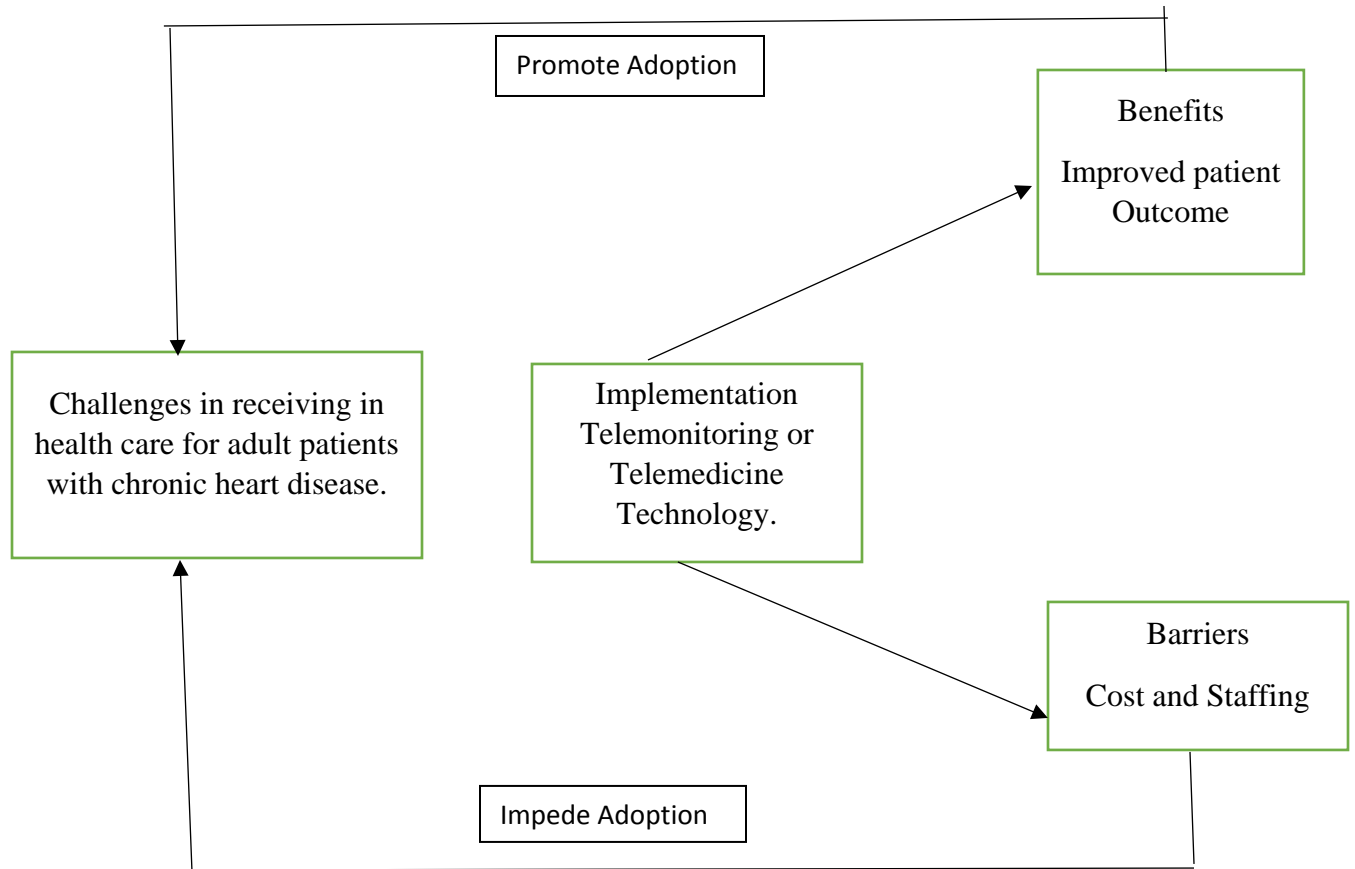 Promote Adoption
Benefits
Improved patient
Outcome
Challenges in receiving in
health care for adult patients
with chronic heart disease.
Implementation
Telemonitoring or
Telemedicine
Technology.
Barriers
Cost and Staffing
Impede Adoption